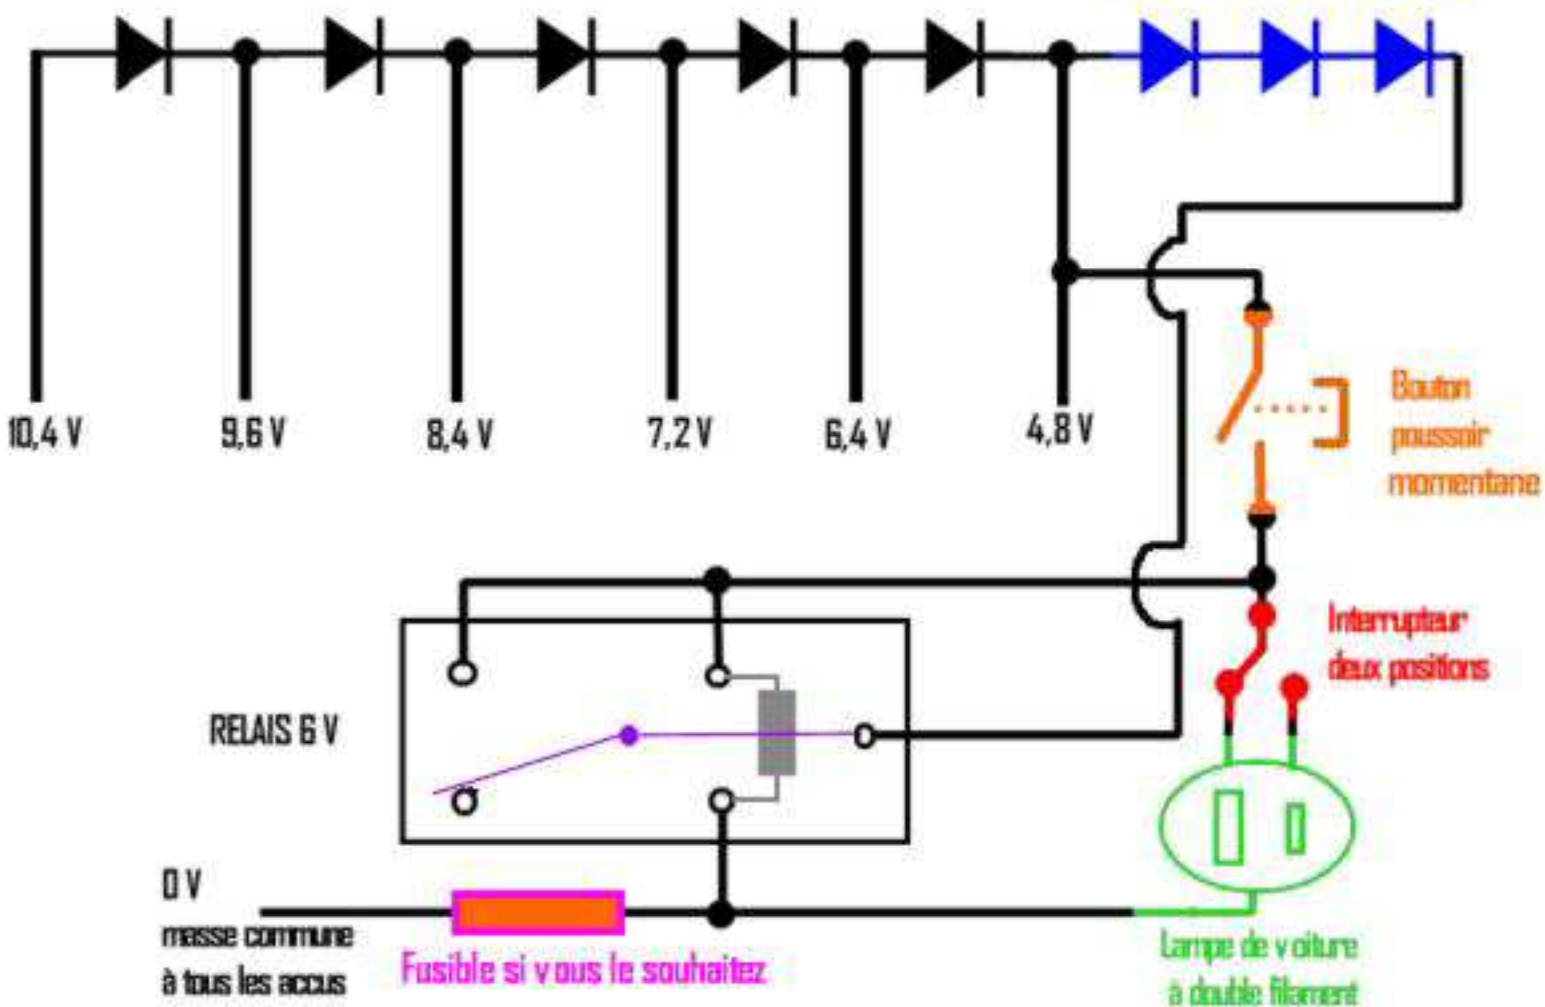 10,4 V
9,6 V
8,4 V
7,2 V
6,4 V
4,8 V
Bouton
poussoir
momentane
Interrupteur
deux positions
RELAIS 6 V
0 V
masse commune
à tous les accus
Fusible si vous le souhaitez
Lampe de voiture
à double filament